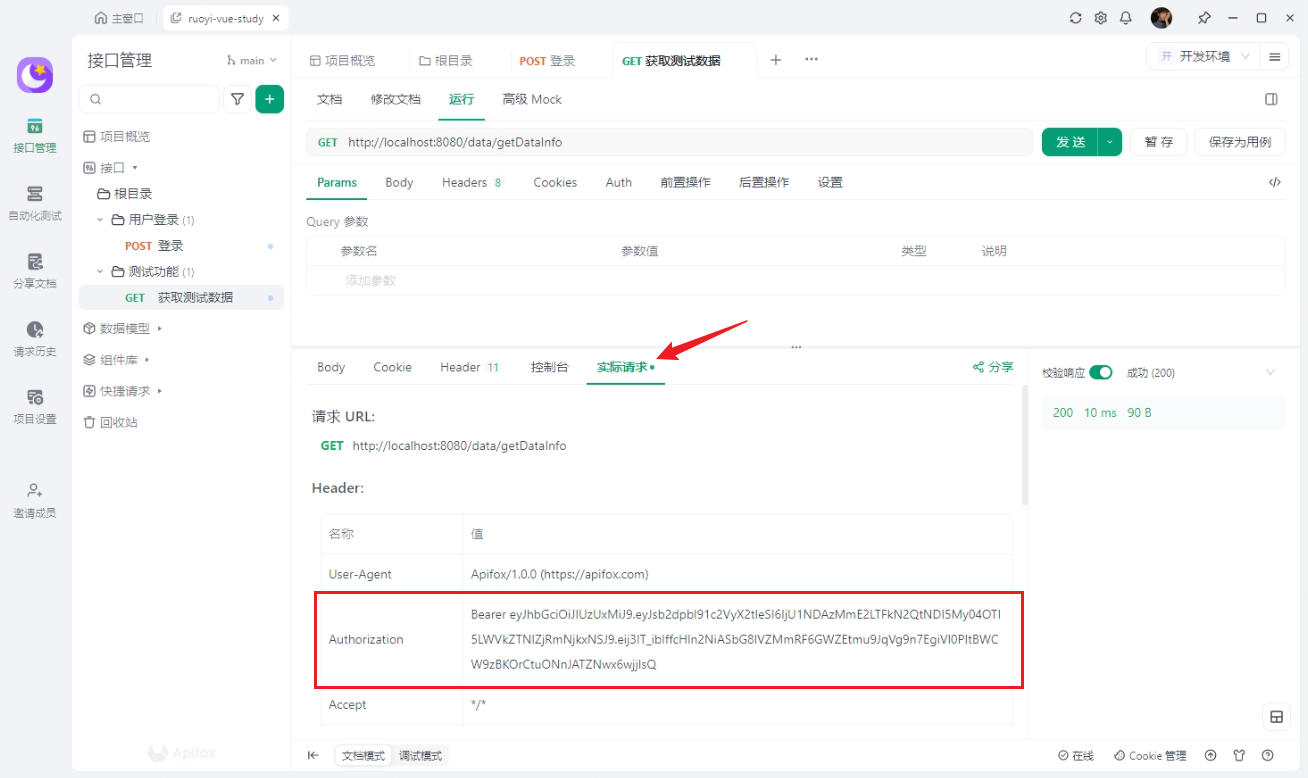 主窗口
ruoyi-vue-study
接口管理
main
项目概览
根目录
POST 登录
GET 获取测试数据
开 开发环境
文档
修改文档
运行
高级 Mock
GET http://localhost:8080/data/getDataInfo
发 送
暂 存
保存为用例
Params
Body
Headers 8
Cookies
Auth
前置操作
后置操作
设置
Query 参数
参数名
参数值
类型
说明
添加参数
接口管理
自动化测试
分享文档
请求历史
项目设置
邀请成员
项目概览
接口
根目录
用户登录 (1)
POST 登录
测试功能 (1)
GET 获取测试数据
数据模型
组件库
快捷请求
回收站
Apifox
Body
Cookie
Header 11
控制台
实际请求
分享
校验响应
成功 (200)
200 10 ms 90 B
请求 URL:
GET http://localhost:8080/data/getDataInfo
Header:
名称
值
User-Agent
Apifox/1.0.0 (https://apifox.com)
Authorization
Bearer
Accept
*/*
文档模式
调试模式
在线
Cookie 管理